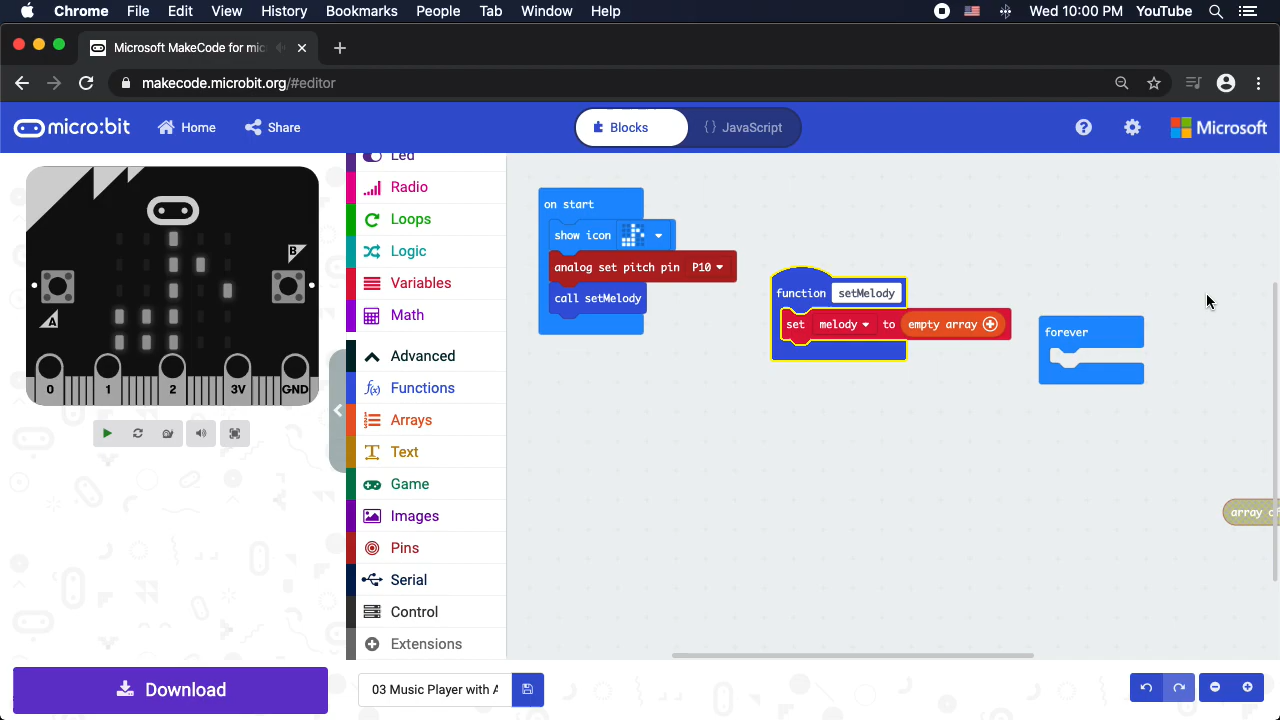 Chrome File Edit View History Bookmarks People Tab Window Help Wed 10:00 PM YouTube
Microsoft MakeCode for mic
makecode.microbit.org/#editor
micro:bit Home Share Blocks {} JavaScript Microsoft
Led
Radio
Loops
Logic
Variables
Math
Advanced
Functions
Arrays
Text
Game
Images
Pins
Serial
Control
Extensions
on start
show icon
analog set pitch pin P10
call setMelody
function setMelody
set melody to empty array
forever
array of
A
B
0 1 2 3V GND
Download
03 Music Player with A